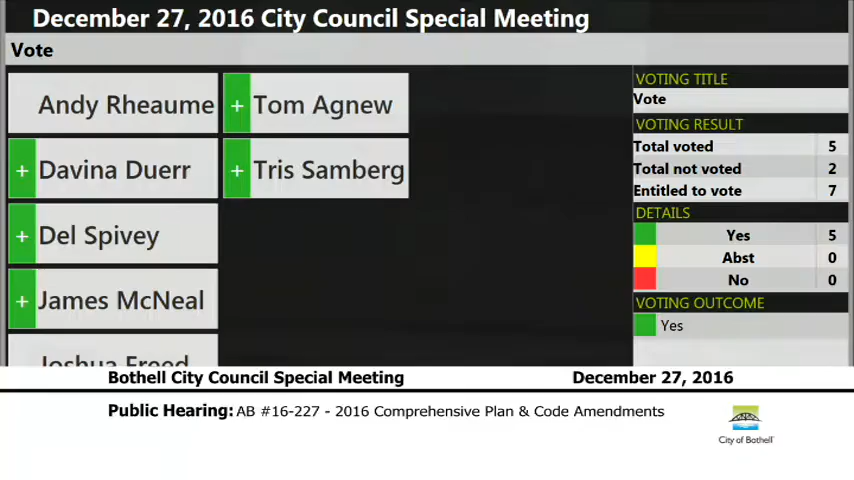 December 27, 2016 City Council Special Meeting
Vote
Andy Rheaume
+ Tom Agnew
+ Davina Duerr
+ Tris Samberg
+ Del Spivey
+ James McNeal
Joshua Freed
VOTING TITLE
Vote
VOTING RESULT
Total voted 5
Total not voted 2
Entitled to vote 7
DETAILS
Yes 5
Abst 0
No 0
VOTING OUTCOME
Yes
Bothell City Council Special Meeting December 27, 2016
Public Hearing: AB #16-227 - 2016 Comprehensive Plan & Code Amendments
City of Bothell